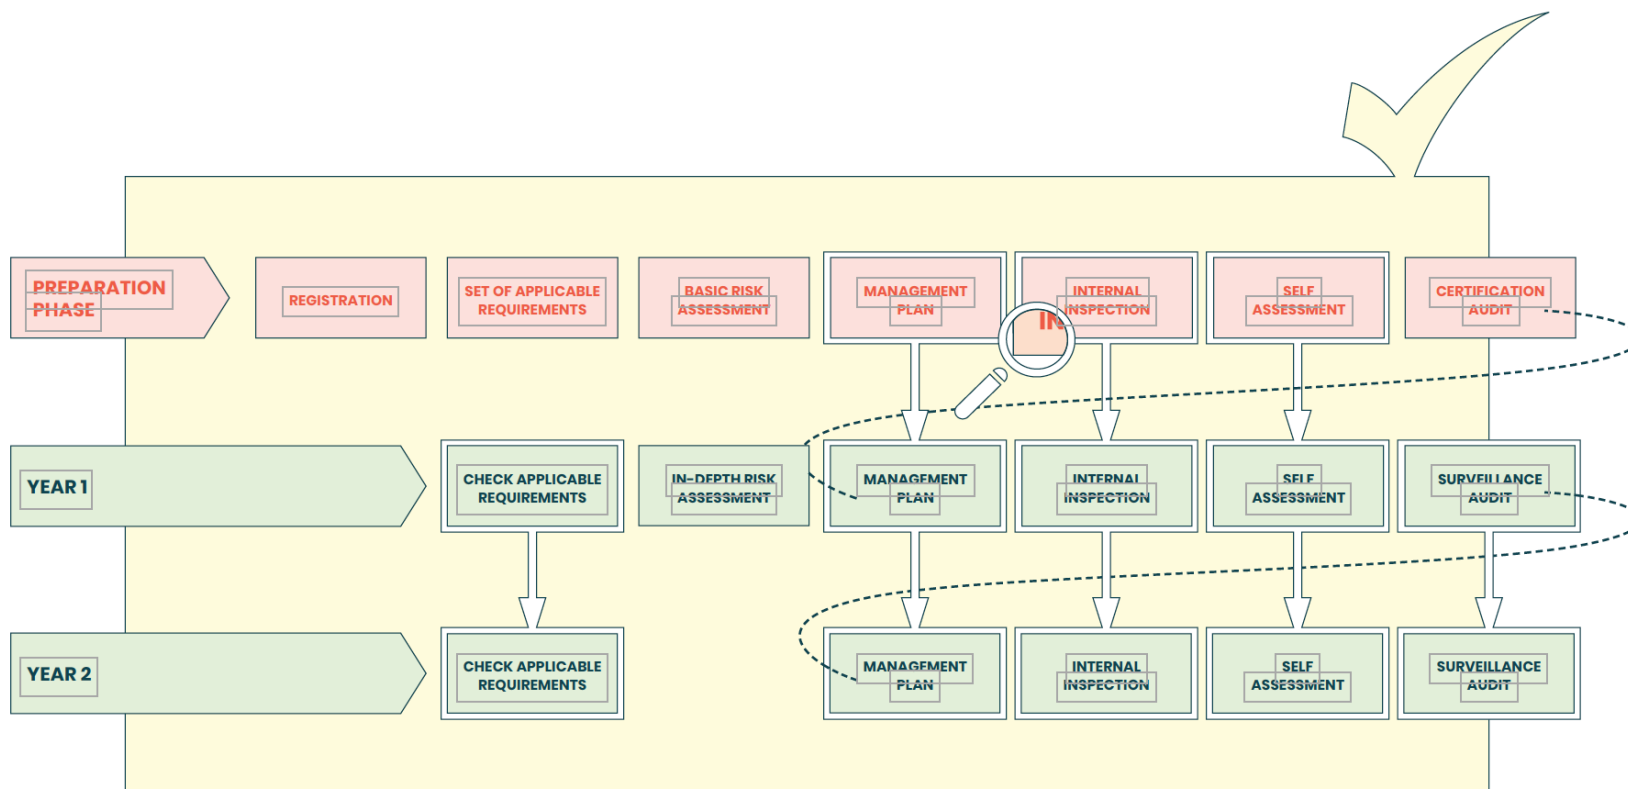 PREPARATION
PHASE
REGISTRATION
SET OF APPLICABLE
REQUIREMENTS
BASIC RISK
ASSESSMENT
MANAGEMENT
PLAN
INTERNAL
INSPECTION
IN
SELF
ASSESSMENT
CERTIFICATION
AUDIT
YEAR 1
CHECK APPLICABLE
REQUIREMENTS
IN-DEPTH RISK
ASSESSMENT
MANAGEMENT
PLAN
INTERNAL
INSPECTION
SELF
ASSESSMENT
SURVEILLANCE
AUDIT
YEAR 2
CHECK APPLICABLE
REQUIREMENTS
MANAGEMENT
PLAN
INTERNAL
INSPECTION
SELF
ASSESSMENT
SURVEILLANCE
AUDIT